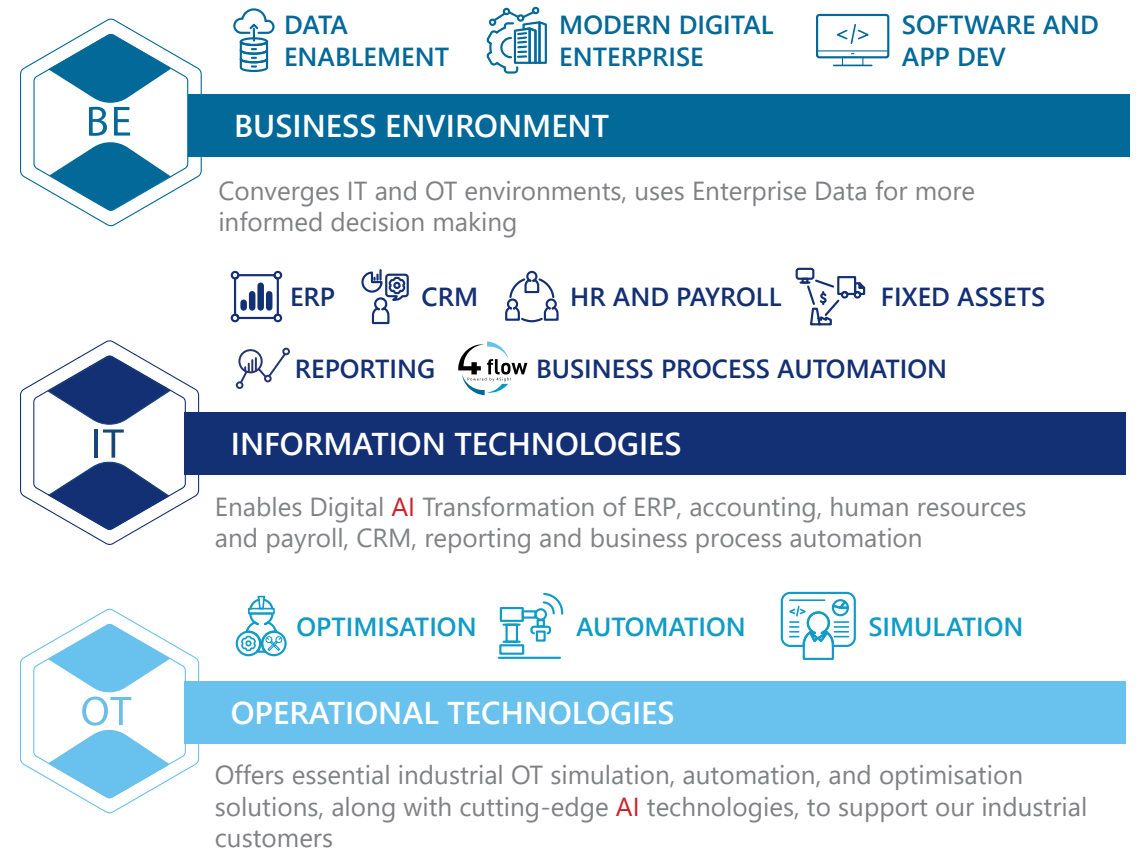 DATA
ENABLEMENT
MODERN DIGITAL
ENTERPRISE
</>
SOFTWARE AND
APP DEV
BE
BUSINESS ENVIRONMENT
Converges IT and OT environments, uses Enterprise Data for more
informed decision making
ERP
CRM
HR AND PAYROLL
$
FIXED ASSETS
REPORTING
4flow
Powered by 4Sight
BUSINESS PROCESS AUTOMATION
IT
INFORMATION TECHNOLOGIES
Enables Digital AI Transformation of ERP, accounting, human resources
and payroll, CRM, reporting and business process automation
OPTIMISATION
AUTOMATION
</>
SIMULATION
OT
OPERATIONAL TECHNOLOGIES
Offers essential industrial OT simulation, automation, and optimisation
solutions, along with cutting-edge AI technologies, to support our industrial
customers